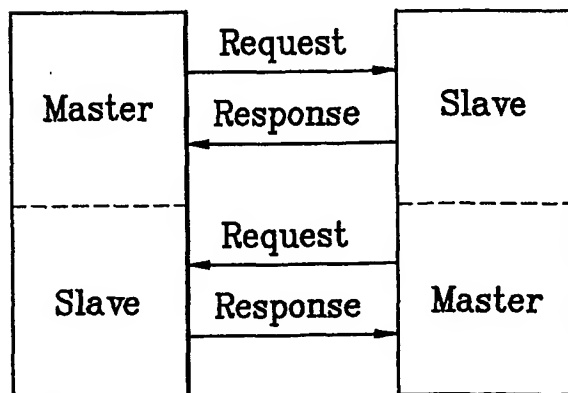 Request
Master
Response
Slave
Request
Slave
Response
Master